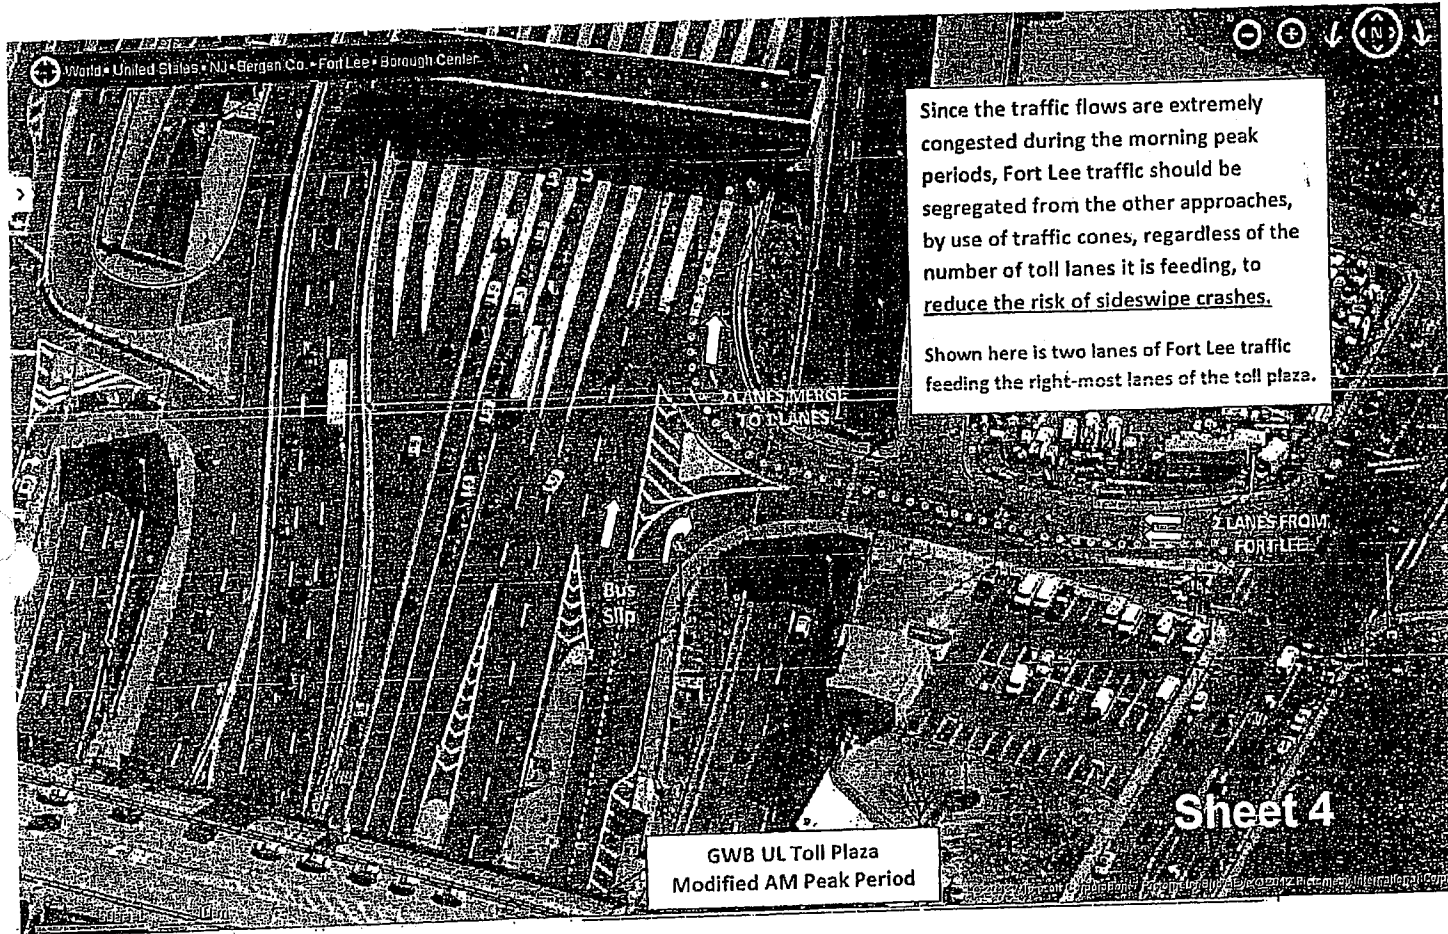 World • United States • NJ • Bergen Co. • Fort Lee • Borough Center
N
Since the traffic flows are extremely
congested during the morning peak
periods, Fort Lee traffic should be
segregated from the other approaches,
by use of traffic cones, regardless of the
number of toll lanes it is feeding, to
reduce the risk of sideswipe crashes.
Shown here is two lanes of Fort Lee traffic
feeding the right-most lanes of the toll plaza.
2 LANES MERGE
TO LANES
2 LANES FROM
FORT LEE
Bus
Slip
Sheet 4
GWB UL Toll Plaza
Modified AM Peak Period